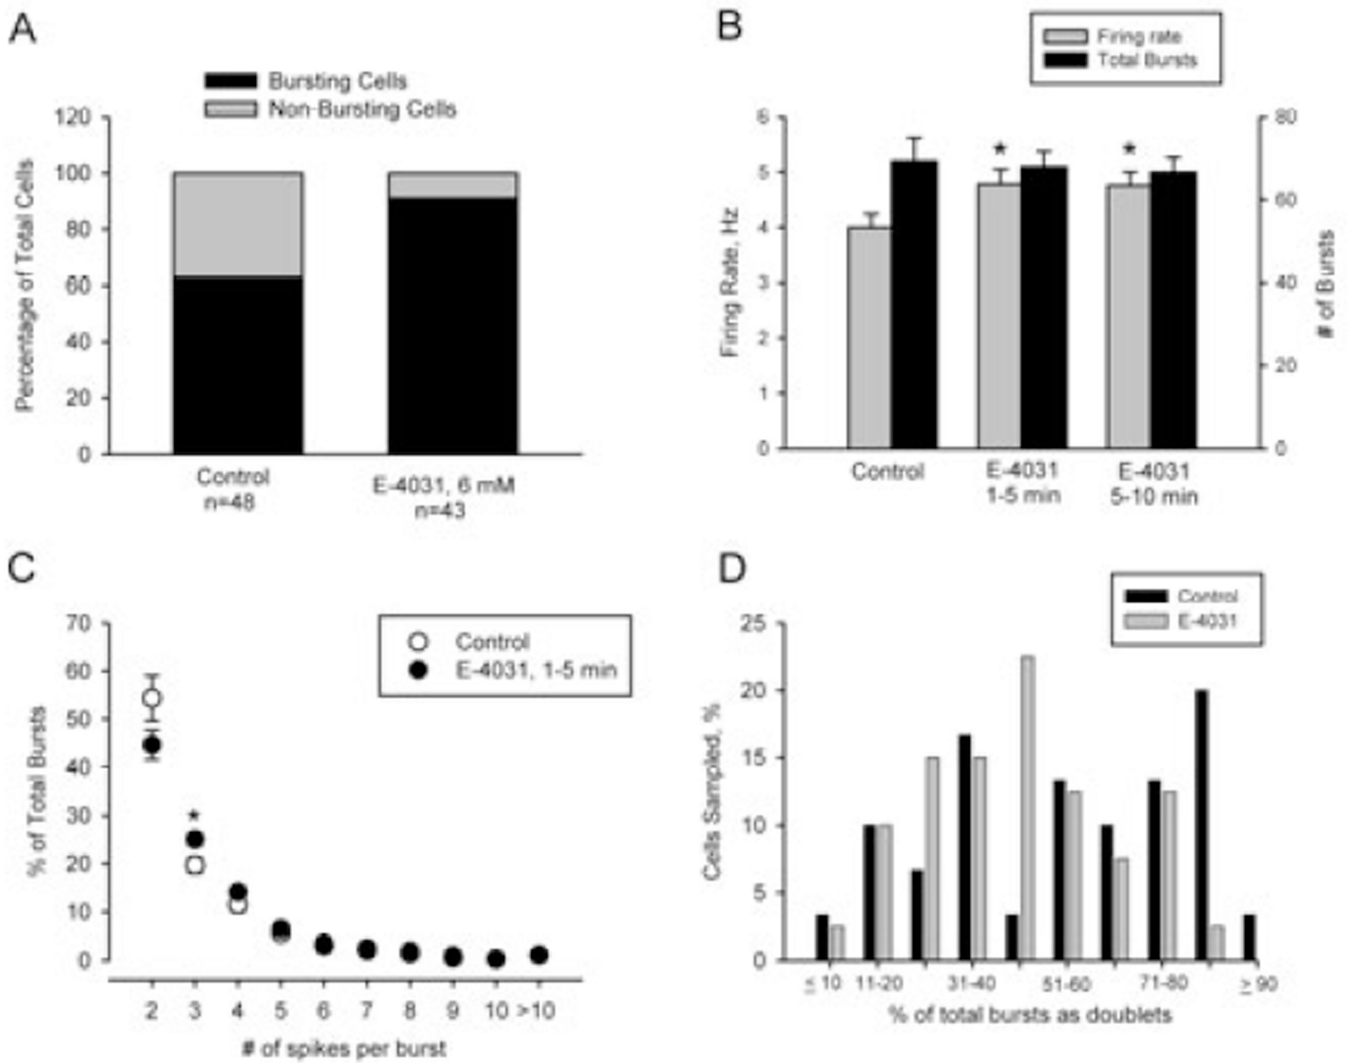 A
Bursting Cells
Non-Bursting Cells
120
100
80
60
40
20
0
Percentage of Total Cells
Control
n=48
E-4031, 6 mM
n=43
B
Firing rate
Total Bursts
6
5
4
3
2
1
0
Firing Rate, Hz
80
60
40
20
0
# of Bursts
* *
Control
E-4031
1-5 min
E-4031
5-10 min
C
Control
E-4031, 1-5 min
70
60
50
40
30
20
10
0
% of Total Bursts
*
2 3 4 5 6 7 8 9 10 >10
# of spikes per burst
D
Control
E-4031
25
20
15
10
5
0
Cells Sampled, %
≤ 10 11-20 31-40 51-60 71-80 ≥ 90
% of total bursts as doublets